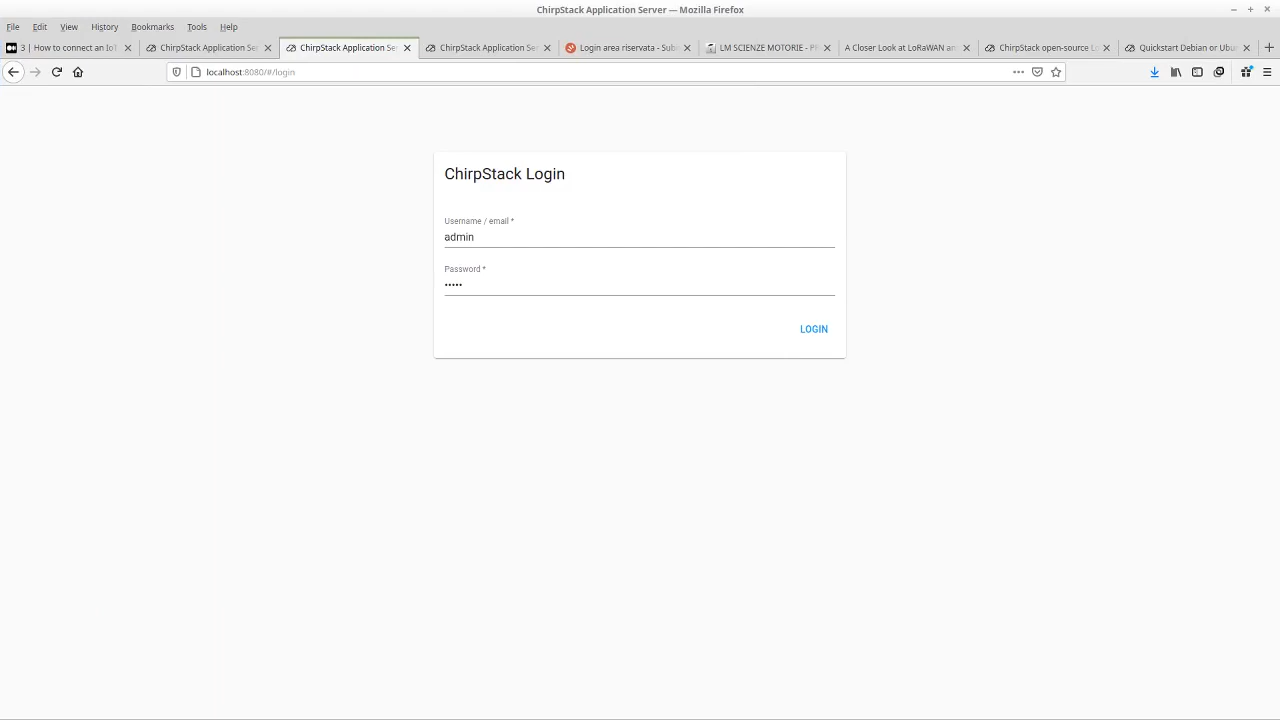 ChirpStack Application Server — Mozilla Firefox
File Edit View History Bookmarks Tools Help
3 | How to connect an IoT ChirpStack Application Se ChirpStack Application Se ChirpStack Application Se Login area riservata - Sub LM SCIENZE MOTORIE - P A Closer Look at LoRaWAN an ChirpStack open-source L Quickstart Debian or Ubu
localhost:8080/#/login
ChirpStack Login
Username / email *
admin
Password *
•••••
LOGIN